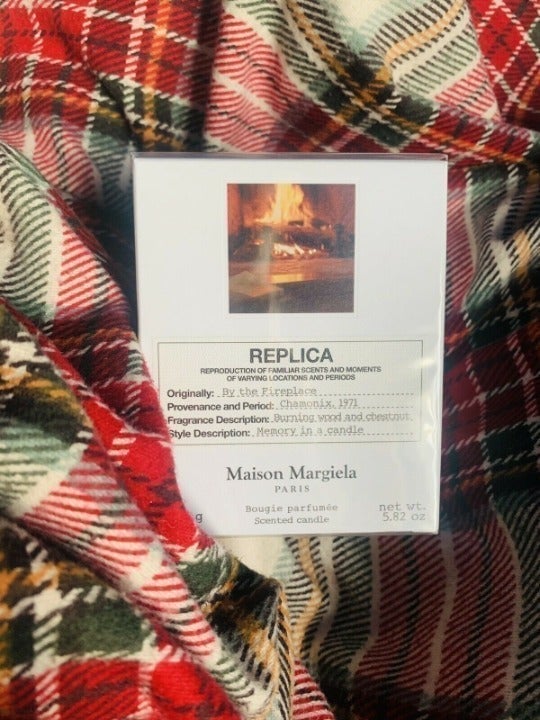 REPLICA
REPRODUCTION OF FAMILIAR SCENTS AND MOMENTS
OF VARYING LOCATIONS AND PERIODS
Originally: By the Fireplace
Provenance and Period: Chamonix, 1971
Fragrance Description: Burning wood and chestnut
Style Description: Memory in a candle
Maison Margiela
PARIS
Bougie parfumée
Scented candle
g
net wt.
5.82 oz